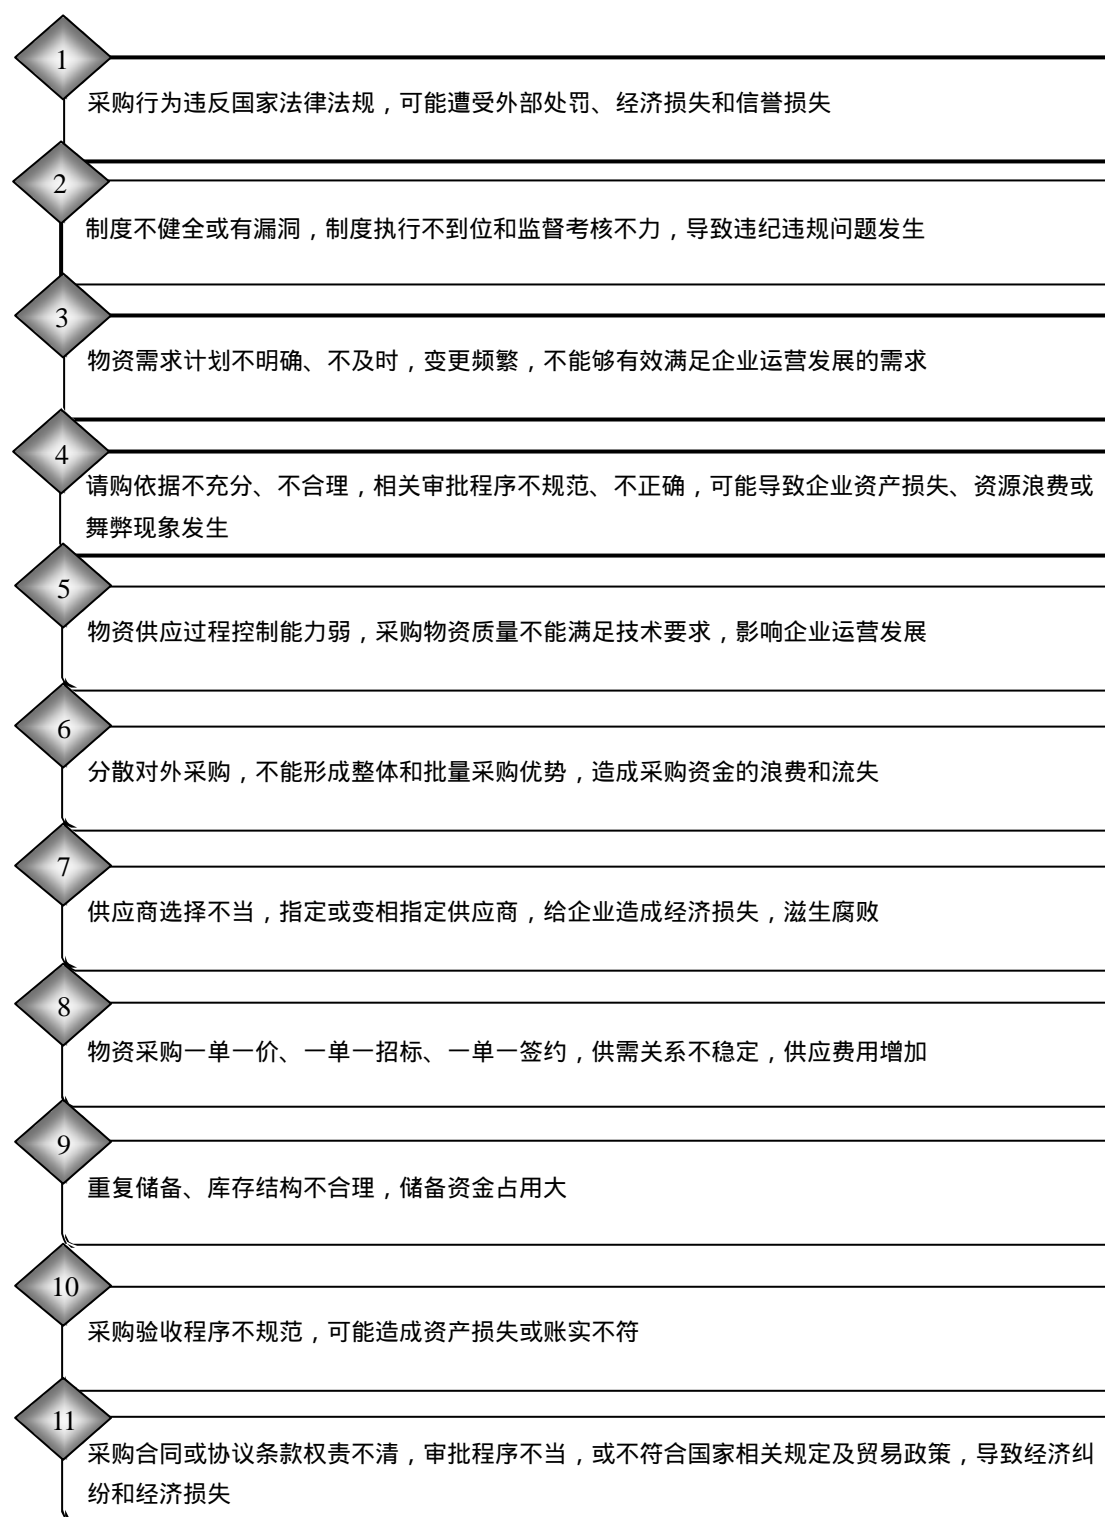 1
采购行为违反国家法律法规，可能遭受外部处罚、经济损失和信誉损失
2
制度不健全或有漏洞，制度执行不到位和监督考核不力，导致违纪违规问题发生
3
物资需求计划不明确、不及时，变更频繁，不能够有效满足企业运营发展的需求
4
请购依据不充分、不合理，相关审批程序不规范、不正确，可能导致企业资产损失、资源浪费或
舞弊现象发生
5
物资供应过程控制能力弱，采购物资质量不能满足技术要求，影响企业运营发展
6
分散对外采购，不能形成整体和批量采购优势，造成采购资金的浪费和流失
7
供应商选择不当，指定或变相指定供应商，给企业造成经济损失，滋生腐败
8
物资采购一单一价、一单一招标、一单一签约，供需关系不稳定，供应费用增加
9
重复储备、库存结构不合理，储备资金占用大
10
采购验收程序不规范，可能造成资产损失或账实不符
11
采购合同或协议条款权责不清，审批程序不当，或不符合国家相关规定及贸易政策，导致经济纠
纷和经济损失